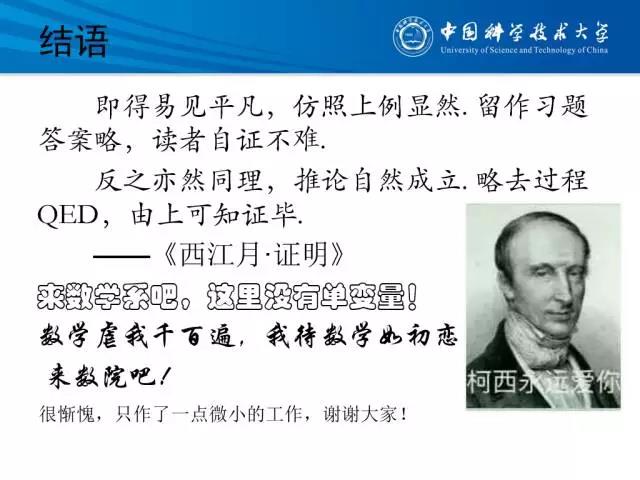 结语
中国科学技术大学
University of Science and Technology of China
即得易见平凡，仿照上例显然. 留作习题
答案略，读者自证不难.
反之亦然同理，推论自然成立. 略去过程
QED，由上可知证毕.
——《西江月·证明》
来数学系吧，这里没有单变量！
数学虐我千百遍，我待数学如初恋
来数院吧！
很惭愧，只作了一点微小的工作，谢谢大家！
柯西永远爱你